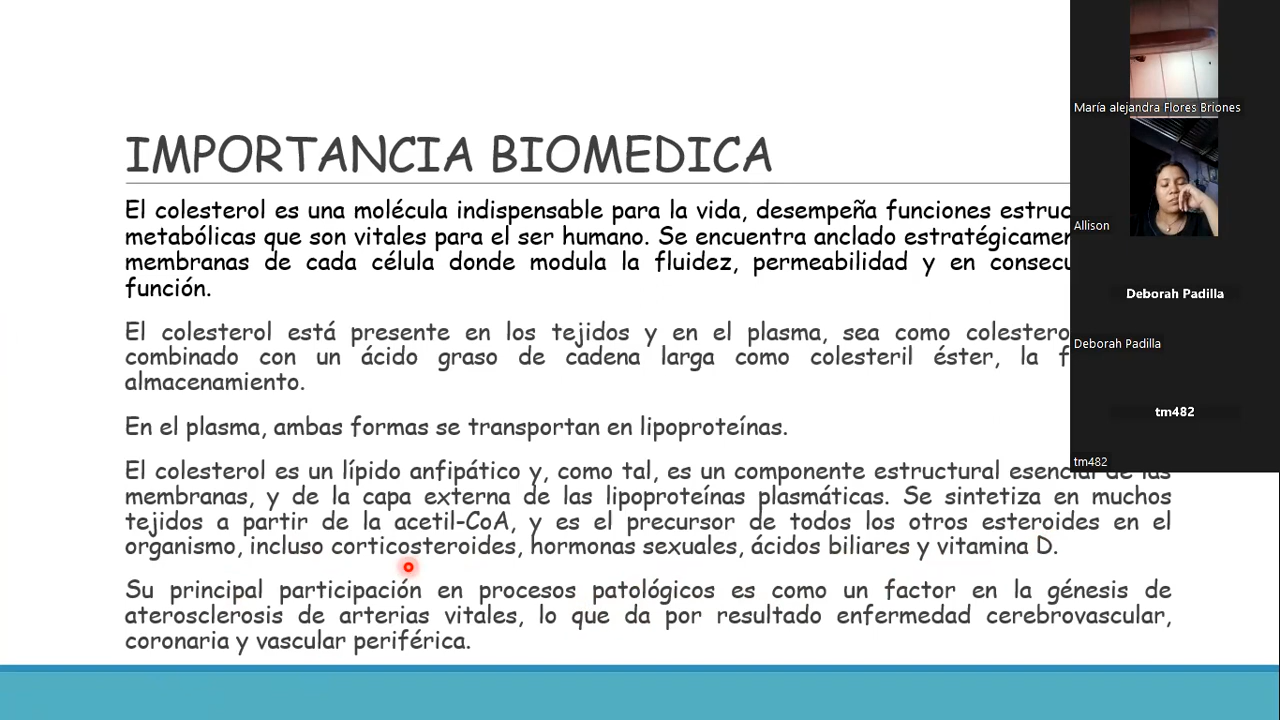 IMPORTANCIA BIOMEDICA
El colesterol es una molécula indispensable para la vida, desempeña funciones
metabólicas que son vitales para el ser humano. Se encuentra anclado
membranas de cada célula donde modula la fluidez, permeabilidad y en
función.
El colesterol está presente en los tejidos y en el plasma, sea como
combinado con un ácido graso de cadena larga como colesteril éster, la
almacenamiento.
En el plasma, ambas formas se transportan en lipoproteínas.
El colesterol es un lípido anfipático y, como tal, es un componente estructural esencial de las
membranas, y de la capa externa de las lipoproteínas plasmáticas. Se sintetiza en muchos
tejidos a partir de la acetil-CoA, y es el precursor de todos los otros esteroides en el
organismo, incluso corticosteroides, hormonas sexuales, ácidos biliares y vitamina D.
Su principal participación en procesos patológicos es como un factor en la génesis de
aterosclerosis de arterias vitales, lo que da por resultado enfermedad cerebrovascular,
coronaria y vascular periférica.
María alejandra Flores Briones
Allison
Deborah Padilla
Deborah Padilla
tm482
tm482